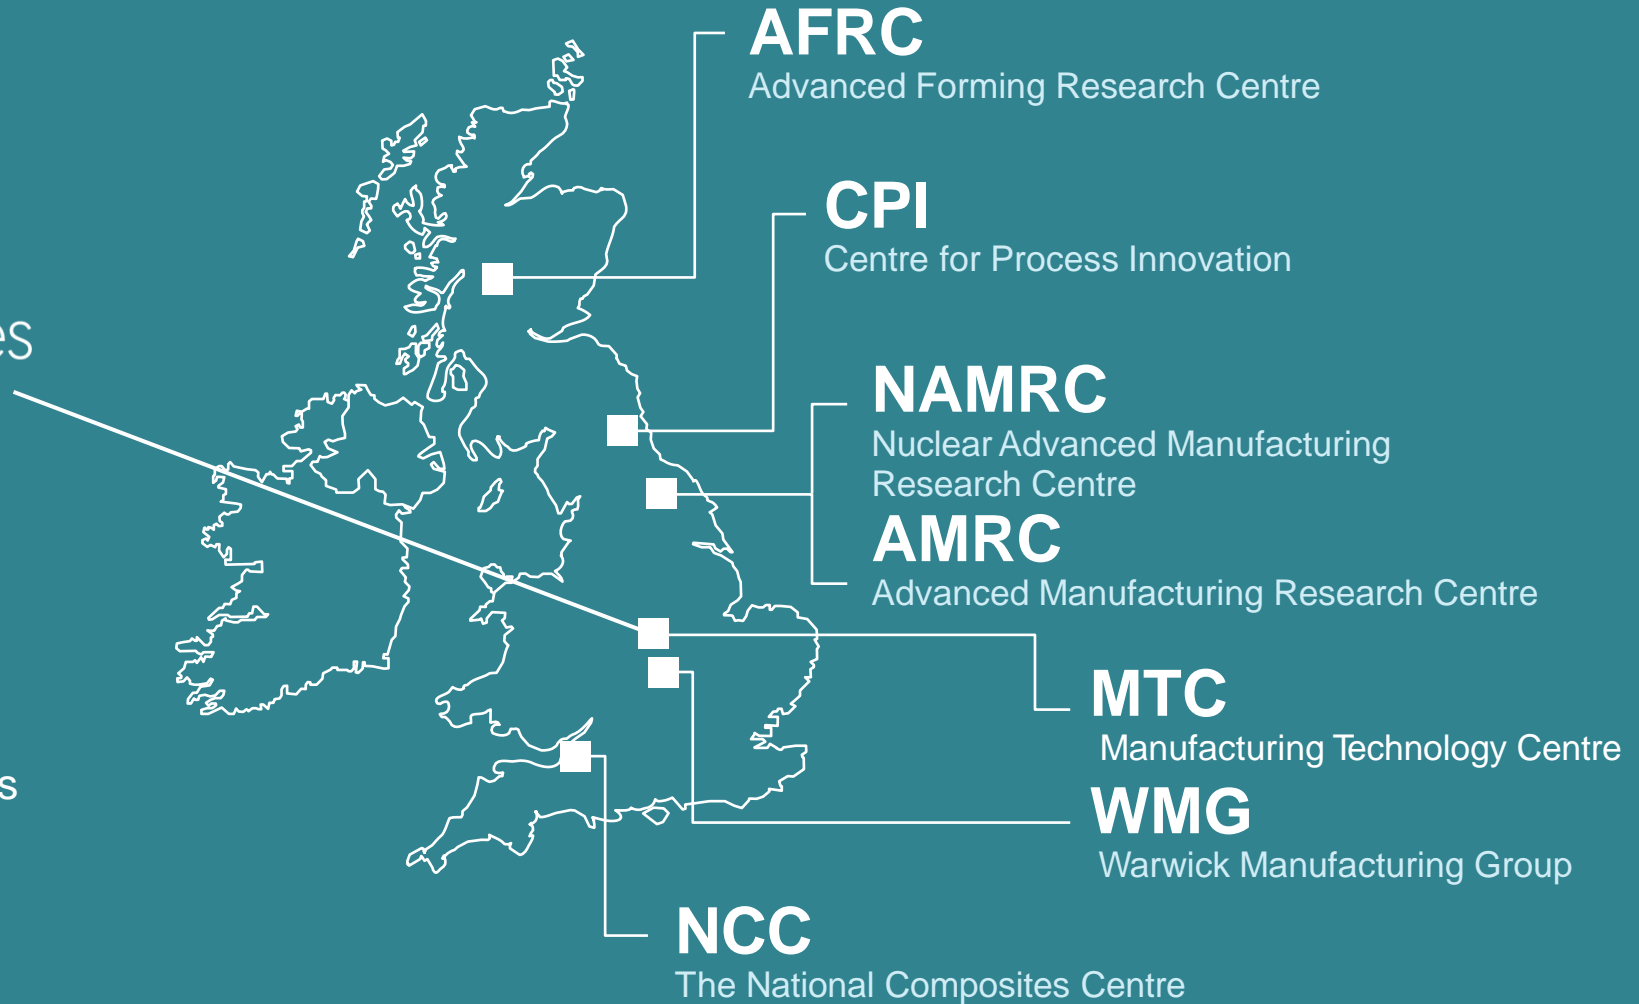 AFRC
Advanced Forming Research Centre
CPI
Centre for Process Innovation
NAMRC
Nuclear Advanced Manufacturing
Research Centre
AMRC
Advanced Manufacturing Research Centre
MTC
Manufacturing Technology Centre
WMG
Warwick Manufacturing Group
NCC
The National Composites Centre